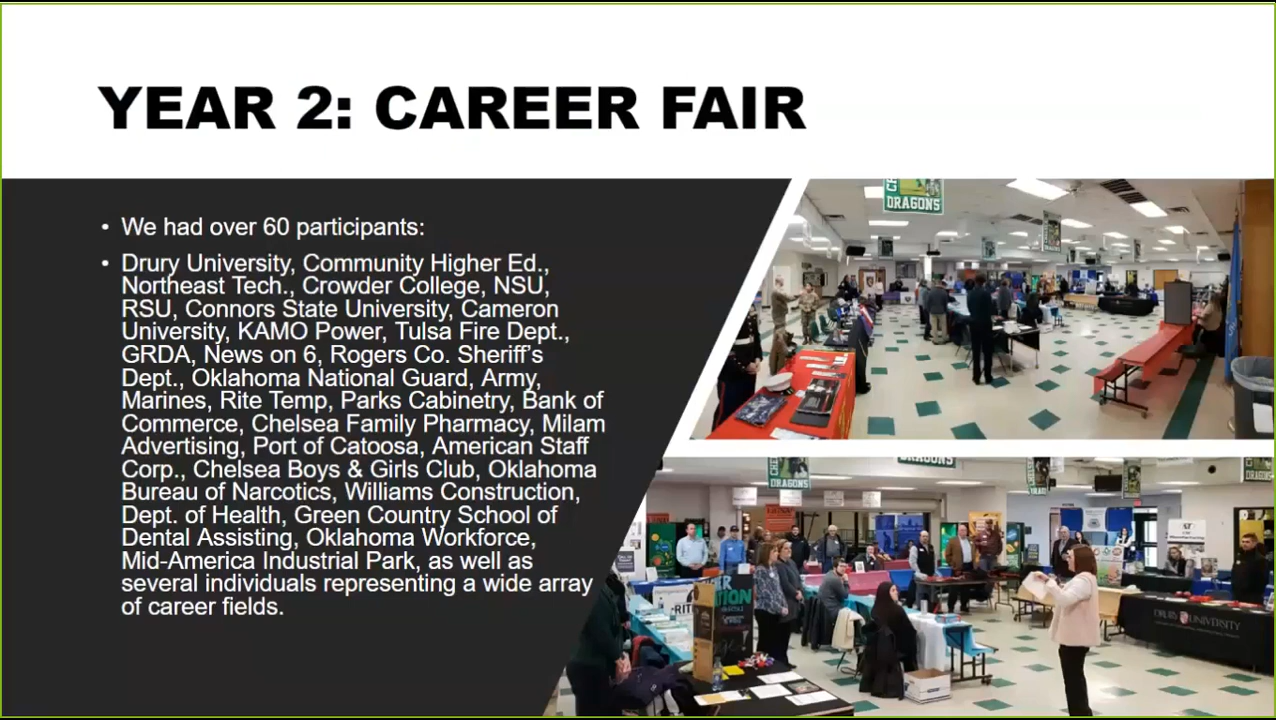 YEAR 2: CAREER FAIR
• We had over 60 participants:
• Drury University, Community Higher Ed.,
Northeast Tech., Crowder College, NSU,
RSU, Connors State University, Cameron
University, KAMO Power, Tulsa Fire Dept.,
GRDA, News on 6, Rogers Co. Sheriff's
Dept., Oklahoma National Guard, Army,
Marines, Rite Temp, Parks Cabinetry, Bank of
Commerce, Chelsea Family Pharmacy, Milam
Advertising, Port of Catoosa, American Staff
Corp., Chelsea Boys & Girls Club, Oklahoma
Bureau of Narcotics, Williams Construction,
Dept. of Health, Green Country School of
Dental Assisting, Oklahoma Workforce,
Mid-America Industrial Park, as well as
several individuals representing a wide array
of career fields.
DRAGONS
DRAGONS
DRAGONS
DRURY UNIVERSITY